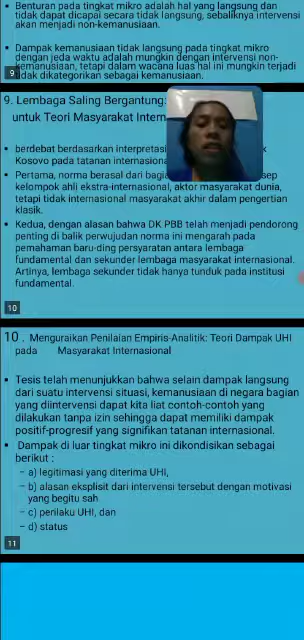 Benturan pada tingkat mikro adalah hal yang langsung dan
tidak dapat dicapai secara tidak langsung, sebaliknya intervensi
akan menjadi non-kemanusiaan.
Dampak kemanusiaan tidak langsung pada tingkat mikro
dengan jeda waktu adalah mungkin dengan intervensi non-
kemanusiaan, tetapi dalam wacana luas hal ini mungkin terjadi
tidak dikategorikan sebagai kemanusiaan.
9
9. Lembaga Saling Bergantung:
untuk Teori Masyarakat Intern
berdebat berdasarkan interpretasi
Kosovo pada tatanan internasiona
Pertama, norma berasal dari bagia sep
kelompok ahli ekstra-internasional, aktor masyarakat dunia,
tetapi tidak internasional masyarakat akhir dalam pengertian
klasik.
Kedua, dengan alasan bahwa DK PBB telah menjadi pendorong
penting di balik perwujudan norma ini mengarah pada
pemahaman baru-ding persyaratan antara lembaga
fundamental dan sekunder lembaga masyarakat internasional.
Artinya, lembaga sekunder tidak hanya tunduk pada institusi
fundamental.
10
10 . Menguraikan Penilaian Empiris-Analitik: Teori Dampak UHI
pada Masyarakat Internasional
Tesis telah menunjukkan bahwa selain dampak langsung
dari suatu intervensi situasi, kemanusiaan di negara bagian
yang diintervensi dapat kita liat contoh-contoh yang
dilakukan tanpa izin sehingga dapat memiliki dampak
positif-progresif yang signifikan tatanan internasional.
Dampak di luar tingkat mikro ini dikondisikan sebagai
berikut :
– a) legitimasi yang diterima UHI,
– b) alasan eksplisit dari intervensi tersebut dengan motivasi
yang begitu sah
– c) perilaku UHI, dan
– d) status
11